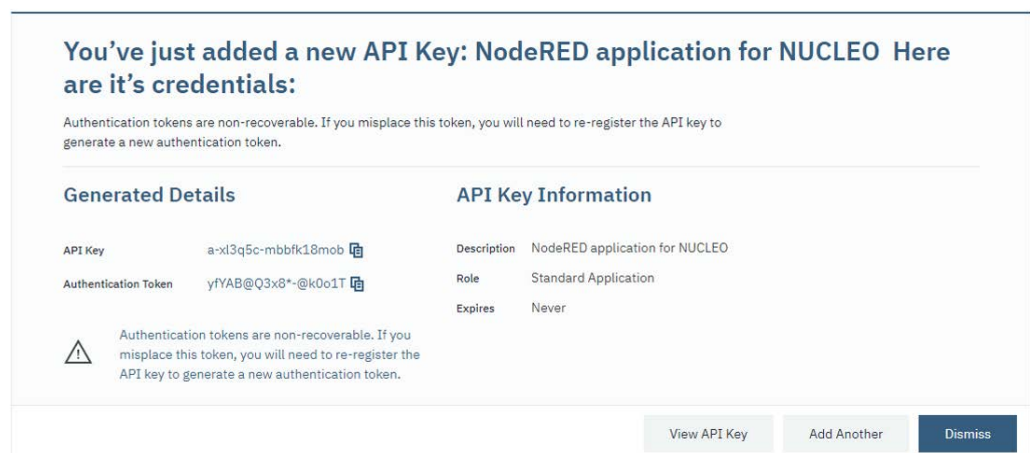 You've just added a new API Key: NodeRED application for NUCLEO Here
are it's credentials:
Authentication tokens are non-recoverable. If you misplace this token, you will need to re-register the API key to
generate a new authentication token.
Generated Details
API Key a-xl3q5c-mbbfk18mob
Authentication Token yfYAB@Q3x8*-@k0o1T
Authentication tokens are non-recoverable. If you
misplace this token, you will need to re-register the
API key to generate a new authentication token.
API Key Information
Description NodeRED application for NUCLEO
Role Standard Application
Expires Never
View API Key Add Another Dismiss